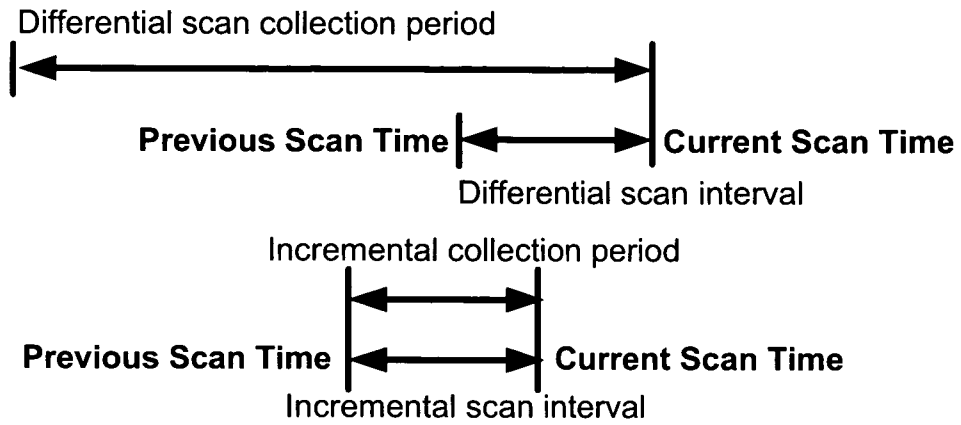 Differential scan collection period
Previous Scan Time Current Scan Time
Differential scan interval
Incremental collection period
Previous Scan Time Current Scan Time
Incremental scan interval